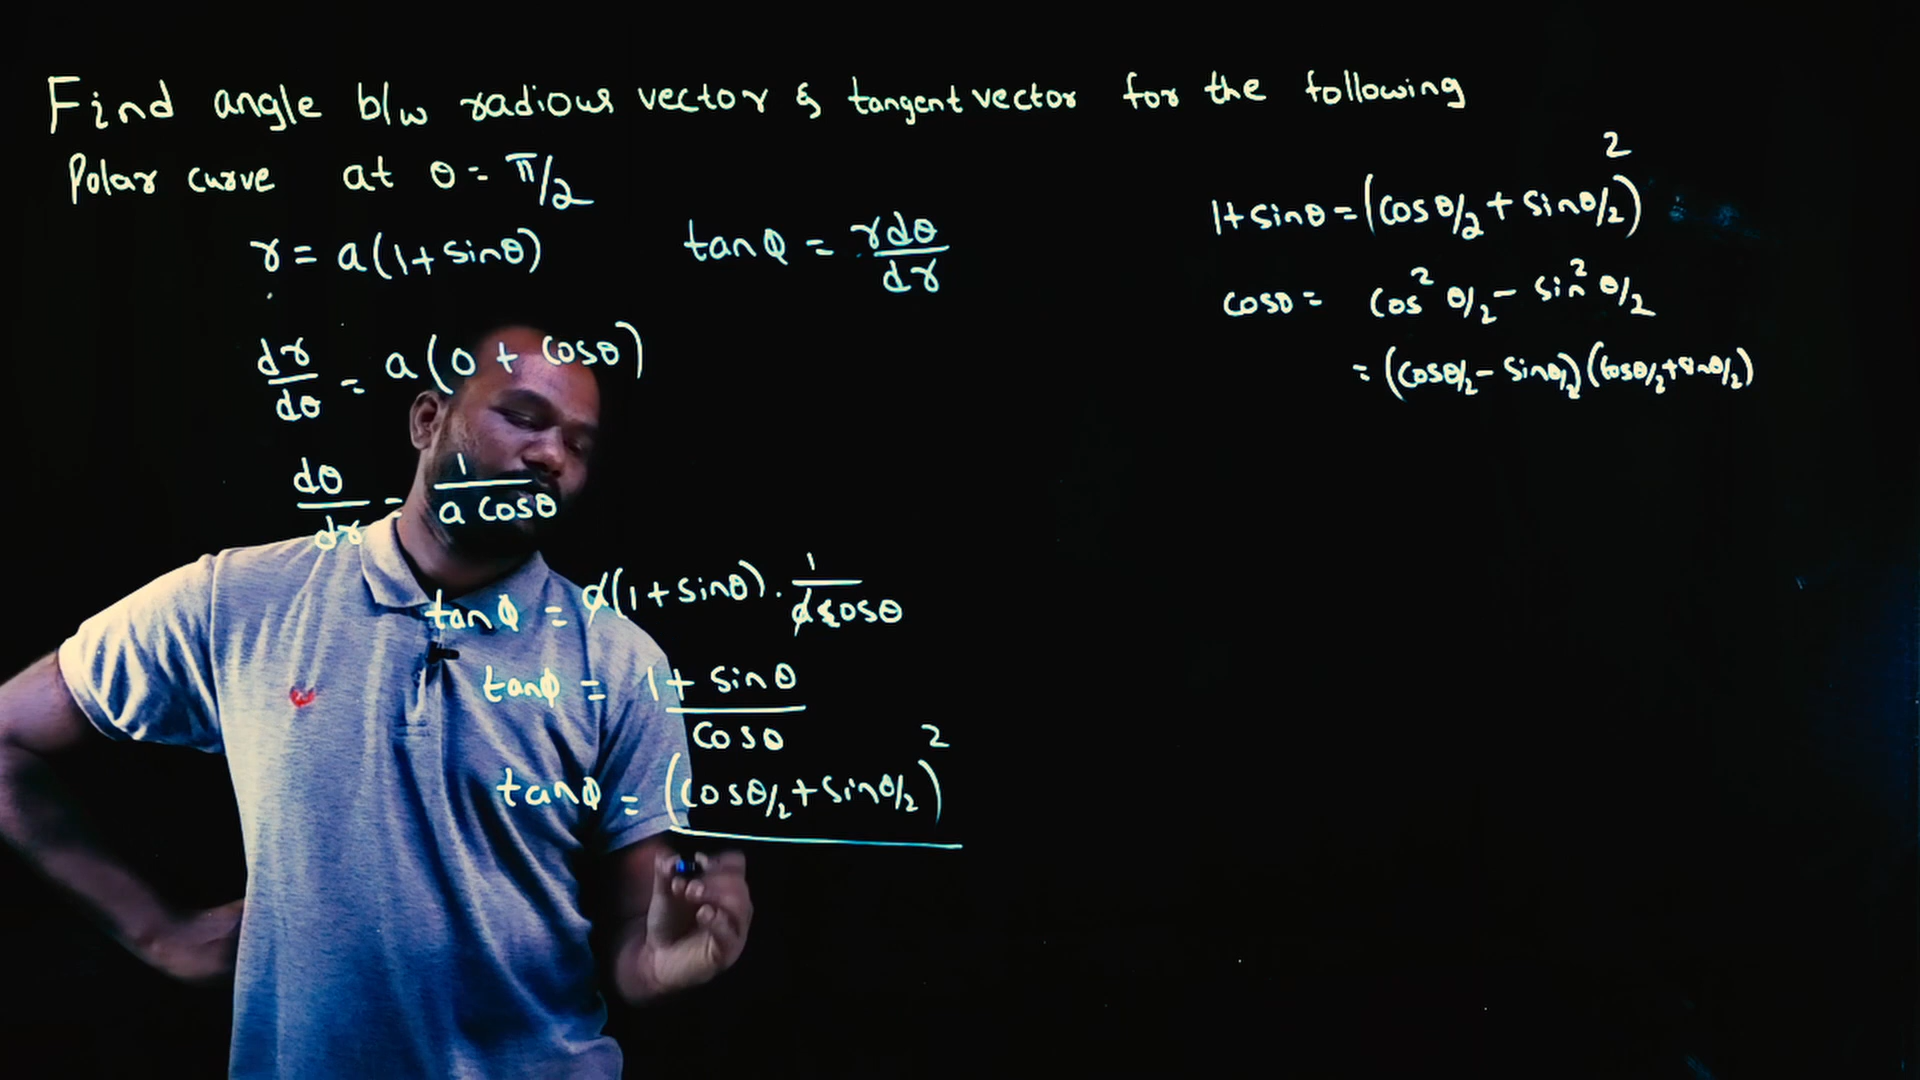 Find angle b/w radious vector & tangent vector for the following
Polar curve at θ = π/2
r = a(1+sinθ)
tanφ = rdθ/dr
dr/dθ = a(0 + cosθ)
dθ/dr = 1/a cosθ
tanφ = a(1+sinθ). 1/a cosθ
tanφ = 1+ sinθ/cosθ
tanφ = (cosθ/2+sinθ/2)²
1+sinθ = (cosθ/2 + sinθ/2)²
cosθ = cos² θ/2 - sin² θ/2
= (cosθ/2 - sinθ/2)(cosθ/2+sinθ/2)